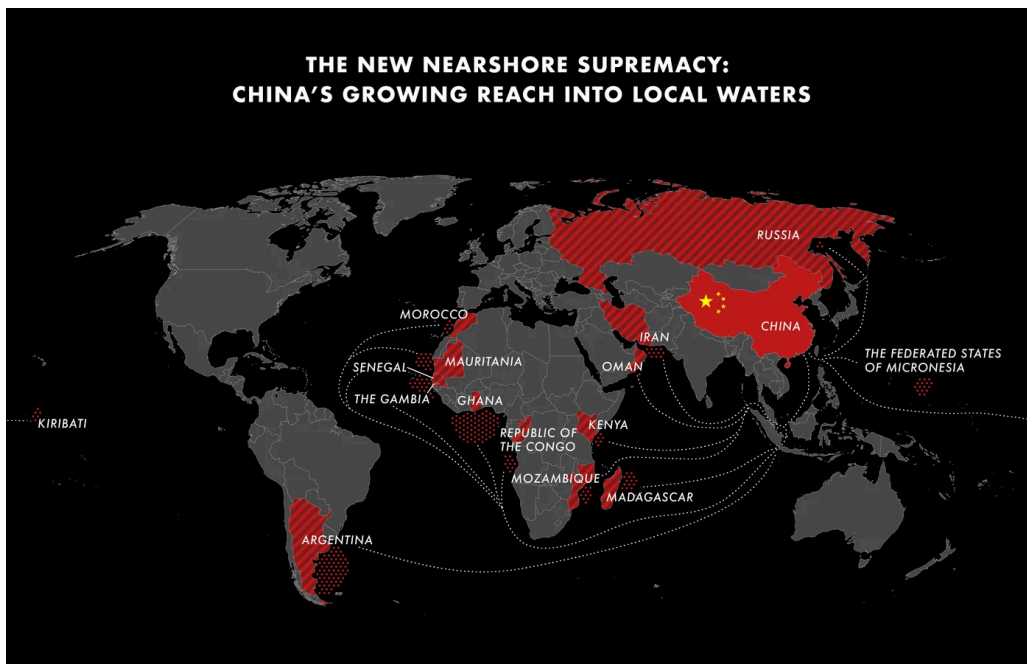 THE NEW NEARSHORE SUPREMACY:
CHINA'S GROWING REACH INTO LOCAL WATERS
RUSSIA
MOROCCO
CHINA
IRAN
THE FEDERATED STATES
OF MICRONESIA
SENEGAL
MAURITANIA
OMAN
THE GAMBIA
GHANA
KIRIBATI
KENYA
REPUBLIC OF
THE CONGO
MOZAMBIQUE
MADAGASCAR
ARGENTINA